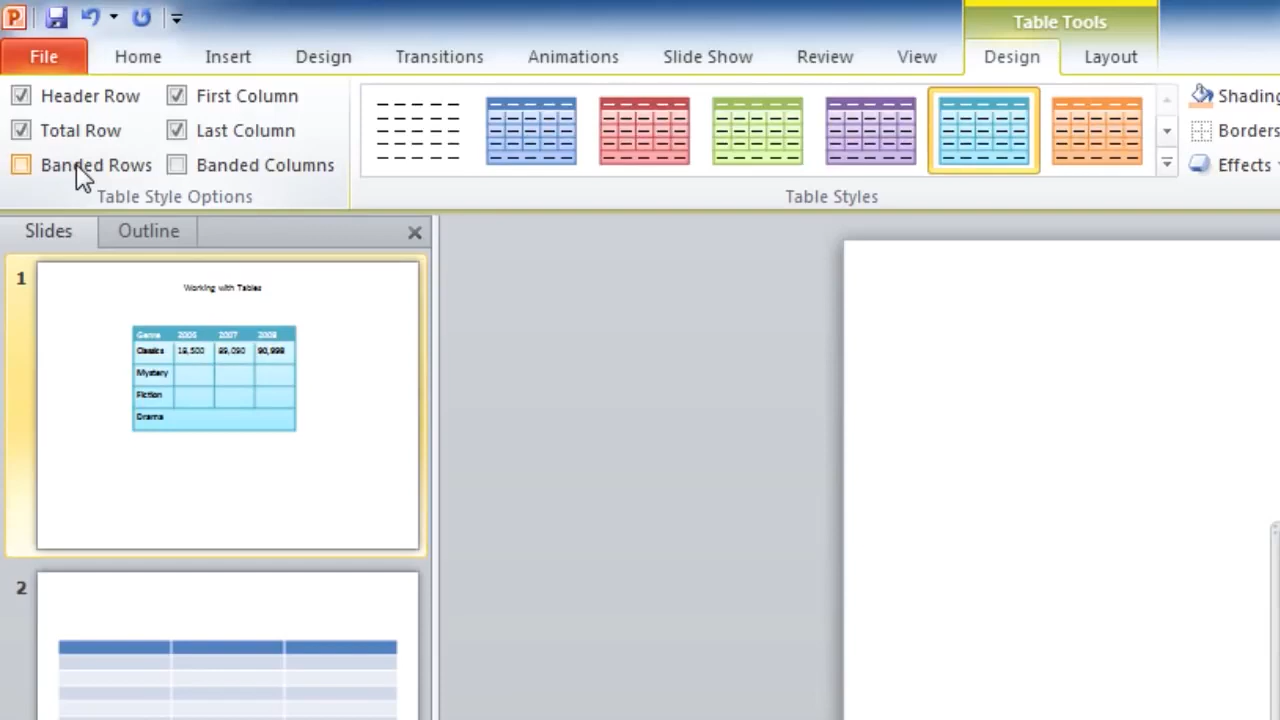 Table Tools
File Home Insert Design Transitions Animations Slide Show Review View Design Layout
Header Row First Column
Total Row Last Column
Banded Rows Banded Columns
Table Style Options
Table Styles
Shading
Borders
Effects
Slides Outline
1
Working with Tables
Genre 2006 2007 2008
Classics 18,500 89,090 90,998
Mystery
Fiction
Drama
2